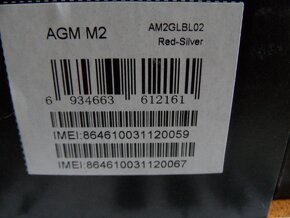 AGM M2
AM2GLBL02
Red-Silver
6 934663 612161
IMEI:864610031120059
IMEI:864610031120067